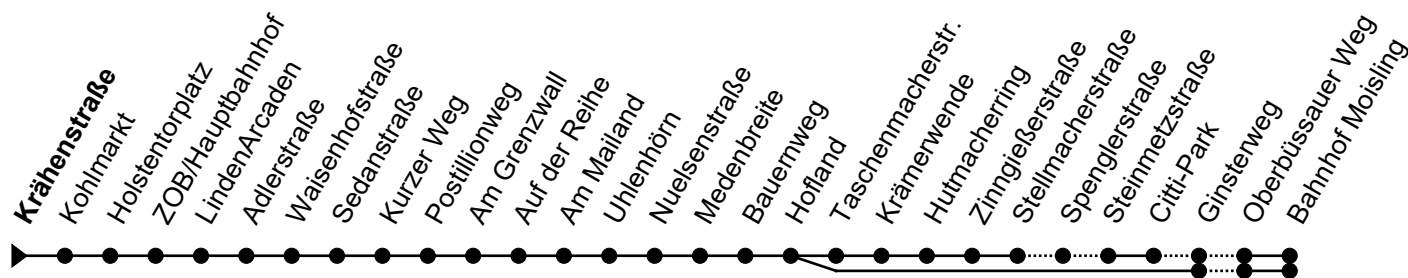 Krähenstraße
Kohlmarkt
Holstentorplatz
ZOB/Hauptbahnhof
LindenArcaden
Adlerstraße
Waisenhofstraße
Sedanstraße
Kurzer Weg
Postillionweg
Am Grenzwall
Auf der Reihe
Am Mailand
Uhlenhörn
Nuelsenstraße
Medenbreite
Bauernweg
Hofland
Taschenmacherstr.
Krämerwende
Hutmacherring
Zinngießerstraße
Stellmacherstraße
Spenglerstraße
Steinmetzstraße
Citti-Park
Ginsterweg
Oberbüssauer Weg
Bahnhof Moisling